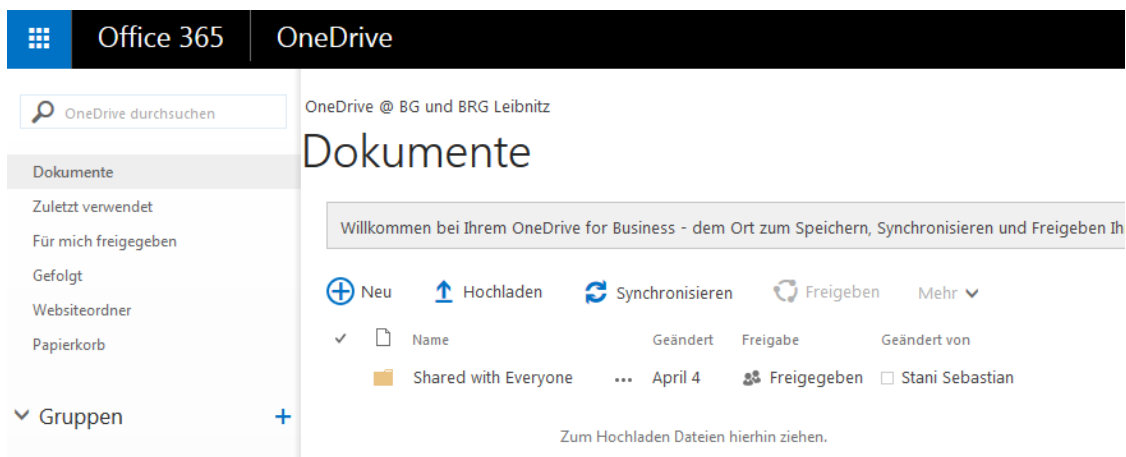 Office 365 OneDrive
OneDrive durchsuchen
Dokumente
Zuletzt verwendet
Für mich freigegeben
Gefolgt
Websiteordner
Papierkorb
Gruppen +
OneDrive @ BG und BRG Leibnitz
Dokumente
Willkommen bei Ihrem OneDrive for Business - dem Ort zum Speichern, Synchronisieren und Freigeben Ih
Neu Hochladen Synchronisieren Freigeben Mehr
Name Geändert Freigabe Geändert von
Shared with Everyone ... April 4 Freigegeben Stani Sebastian
Zum Hochladen Dateien hierhin ziehen.